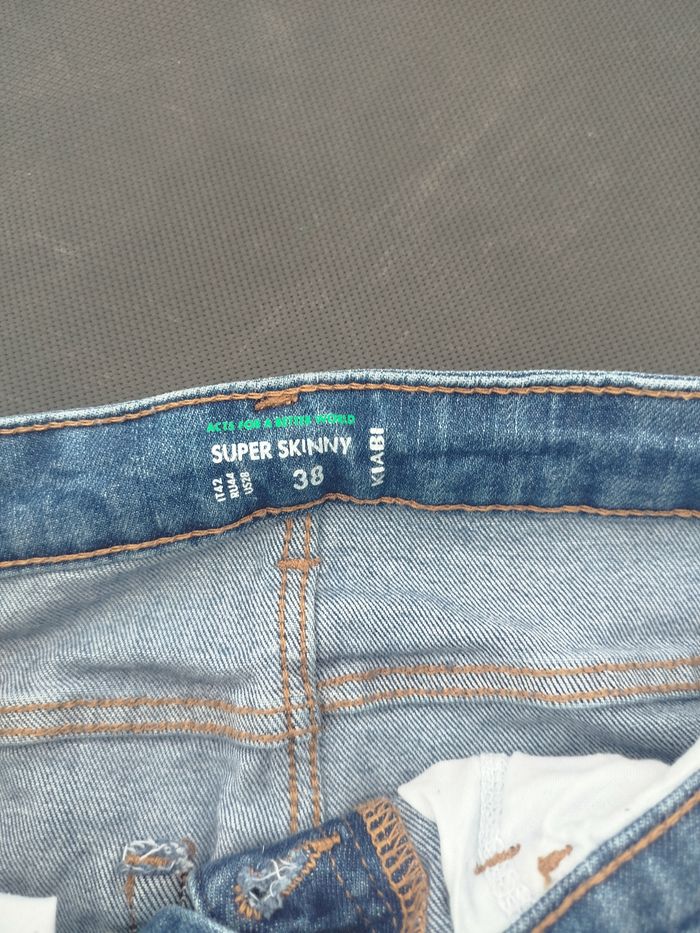 ACTS FOR A BETTER WORLD
SUPER SKINNY
38
IT42
RU44
US28
KIABI